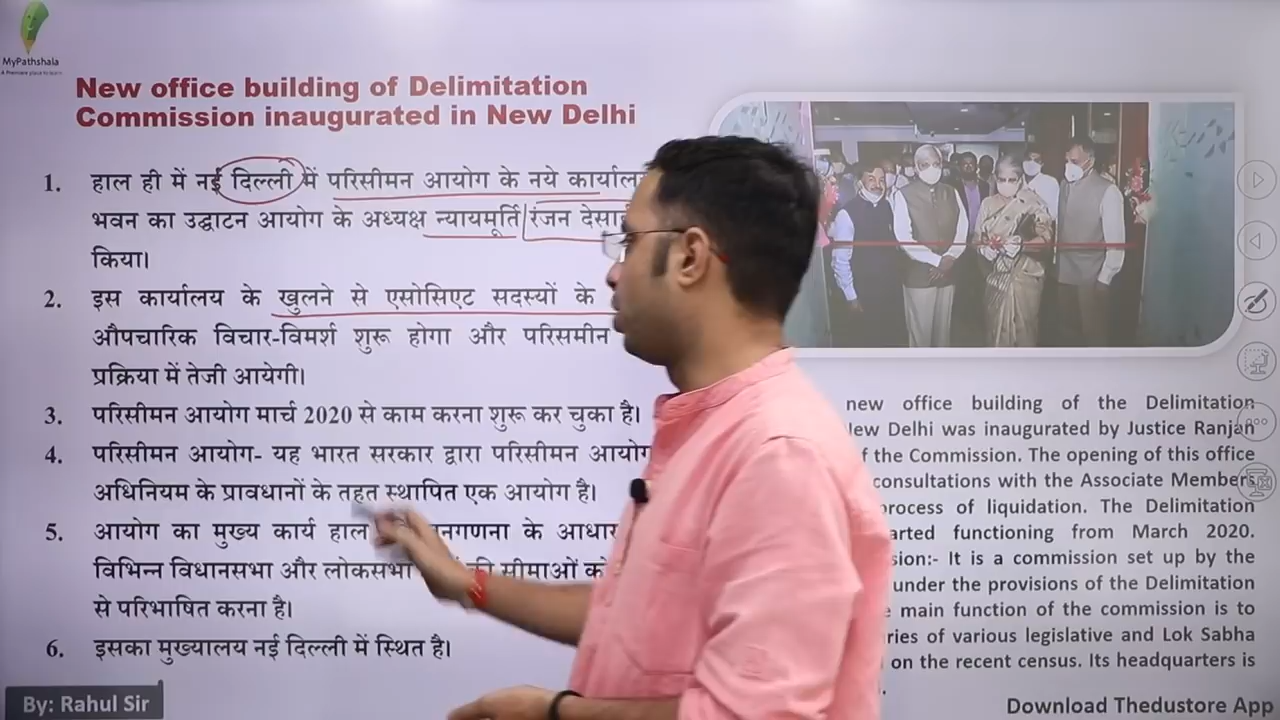 MyPathshala
New office building of Delimitation
Commission inaugurated in New Delhi
1. हाल ही में नई दिल्ली में परिसीमन आयोग के नये
भवन का उद्घाटन आयोग के अध्यक्ष न्यायमूर्ति रंजन
किया।
2. इस कार्यालय के खुलने से एसोसिएट सदस्यों के
औपचारिक विचार-विमर्श शुरू होगा और परिसमीन
प्रक्रिया में तेजी आयेगी।
3. परिसीमन आयोग मार्च 2020 से काम करना शुरू कर चुका है।
4. परिसीमन आयोग- यह भारत सरकार द्वारा परिसीमन
अधिनियम के प्रावधानों के तहत स्थापित एक आयोग है।
5. आयोग का मुख्य कार्य हाल के
विभिन्न विधानसभा और लोकसभा की सीमाओं
से परिभाषित करना है।
6. इसका मुख्यालय नई दिल्ली में स्थित है।
new office building of the Delimitation
New Delhi was inaugurated by Justice Ranjan
the Commission. The opening of this office
consultations with the Associate Members
process of liquidation. The Delimitation
functioning from March 2020.
It is a commission set up by the
under the provisions of the Delimitation
main function of the commission is to
of various legislative and Lok Sabha
on the recent census. Its headquarters is
By: Rahul Sir
Download Thedustore App